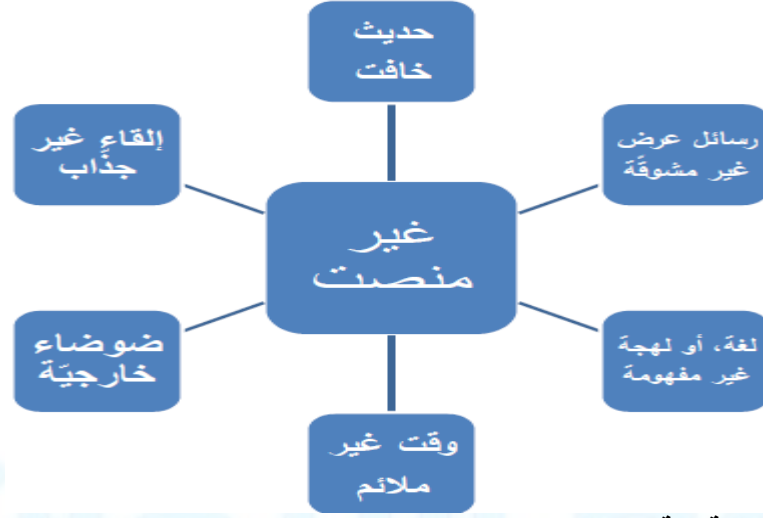 حديث
خافت
رسائل عرض
غير مشوقَة
إلقاءٍ غير
جذَّاب
غير
منصت
لغة، أو لهجة
غير مفهومة
ضوضاء
خارجيّة
وقت غير
ملائم